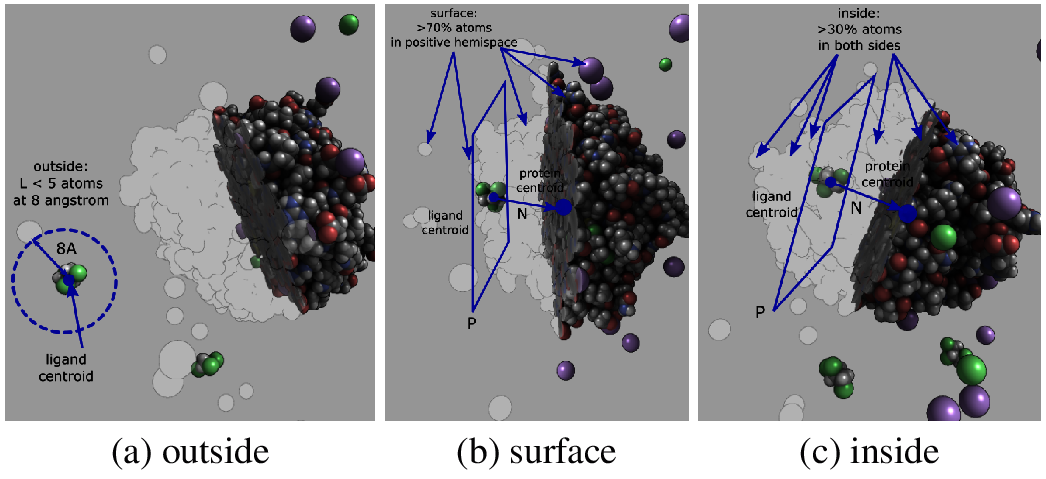 outside:
L < 5 atoms
at 8 angstrom
8A
ligand
centroid
(a) outside
surface:
>70% atoms
in positive hemispace
protein
centroid
ligand
centroid
N
P
(b) surface
inside:
>30% atoms
in both sides
protein
centroid
ligand
centroid
N
P
(c) inside